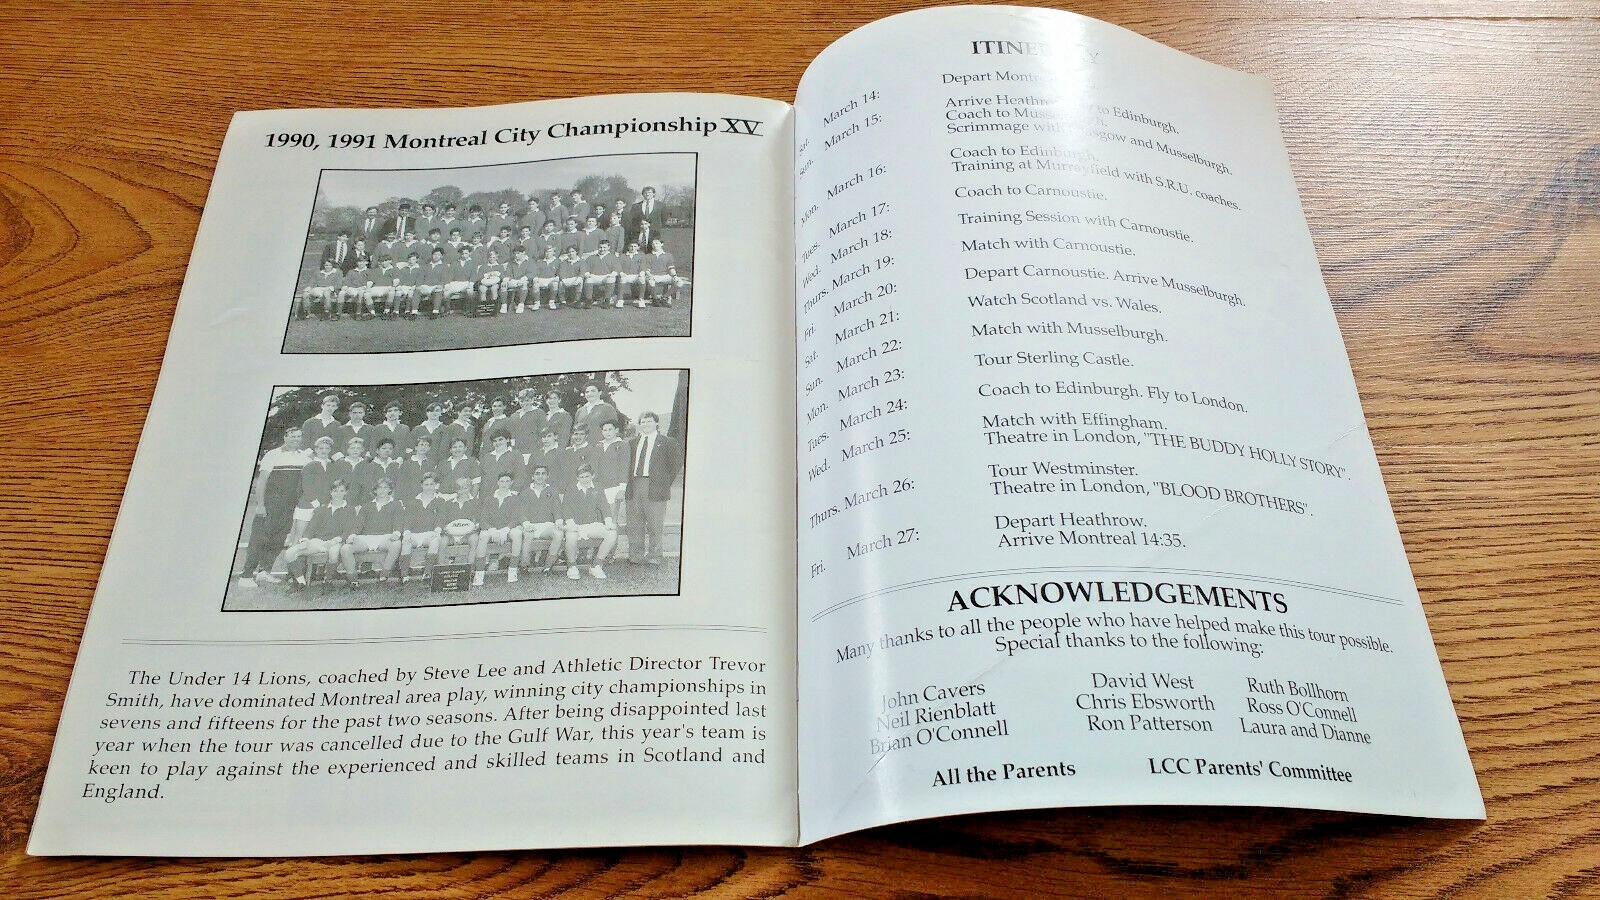 1990, 1991 Montreal City Championship XV
The Under 14 Lions, coached by Steve Lee and Athletic Director Trevor
Smith, have dominated Montreal area play, winning city championships in
sevens and fifteens for the past two seasons. After being disappointed last
year when the tour was cancelled due to the Gulf War, this year's team is
keen to play against the experienced and skilled teams in Scotland and
England.
ITINERARY
Sat. March 14: Depart Montreal
Sun. March 15: Arrive Heathrow. Fly to Edinburgh.
Coach to Musselburgh.
Scrimmage with Glasgow and Musselburgh.
Mon. March 16: Coach to Edinburgh.
Training at Murrayfield with S.R.U. coaches.
Tues. March 17: Coach to Carnoustie.
Wed. March 18: Training Session with Carnoustie.
Thurs. March 19: Match with Carnoustie.
Fri. March 20: Depart Carnoustie. Arrive Musselburgh.
Sat. March 21: Watch Scotland vs. Wales.
Sun. March 22: Match with Musselburgh.
Mon. March 23: Tour Sterling Castle.
Tues. March 24: Coach to Edinburgh. Fly to London.
Wed. March 25: Match with Effingham.
Theatre in London, "THE BUDDY HOLLY STORY".
Thurs. March 26: Tour Westminster.
Theatre in London, "BLOOD BROTHERS".
Fri. March 27: Depart Heathrow.
Arrive Montreal 14:35.
ACKNOWLEDGEMENTS
Many thanks to all the people who have helped make this tour possible.
Special thanks to the following:
John Cavers David West Ruth Bollhorn
Neil Rienblatt Chris Ebsworth Ross O'Connell
Brian O'Connell Ron Patterson Laura and Dianne
All the Parents LCC Parents' Committee